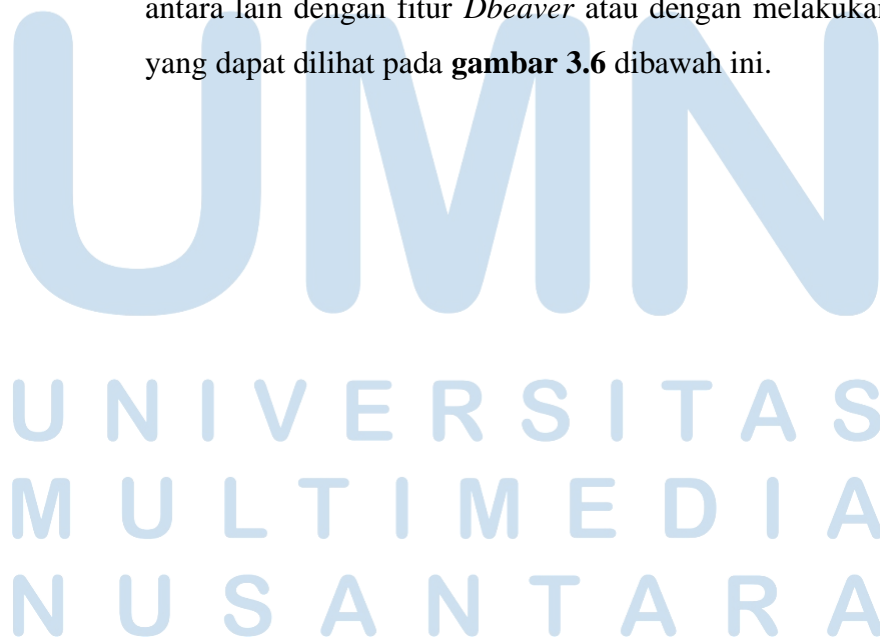 antara lain dengan fitur Dbeaver atau dengan melakukan
yang dapat dilihat pada gambar 3.6 dibawah ini.
UMN
UNIVERSITAS
MULTIMEDIA
NUSANTARA